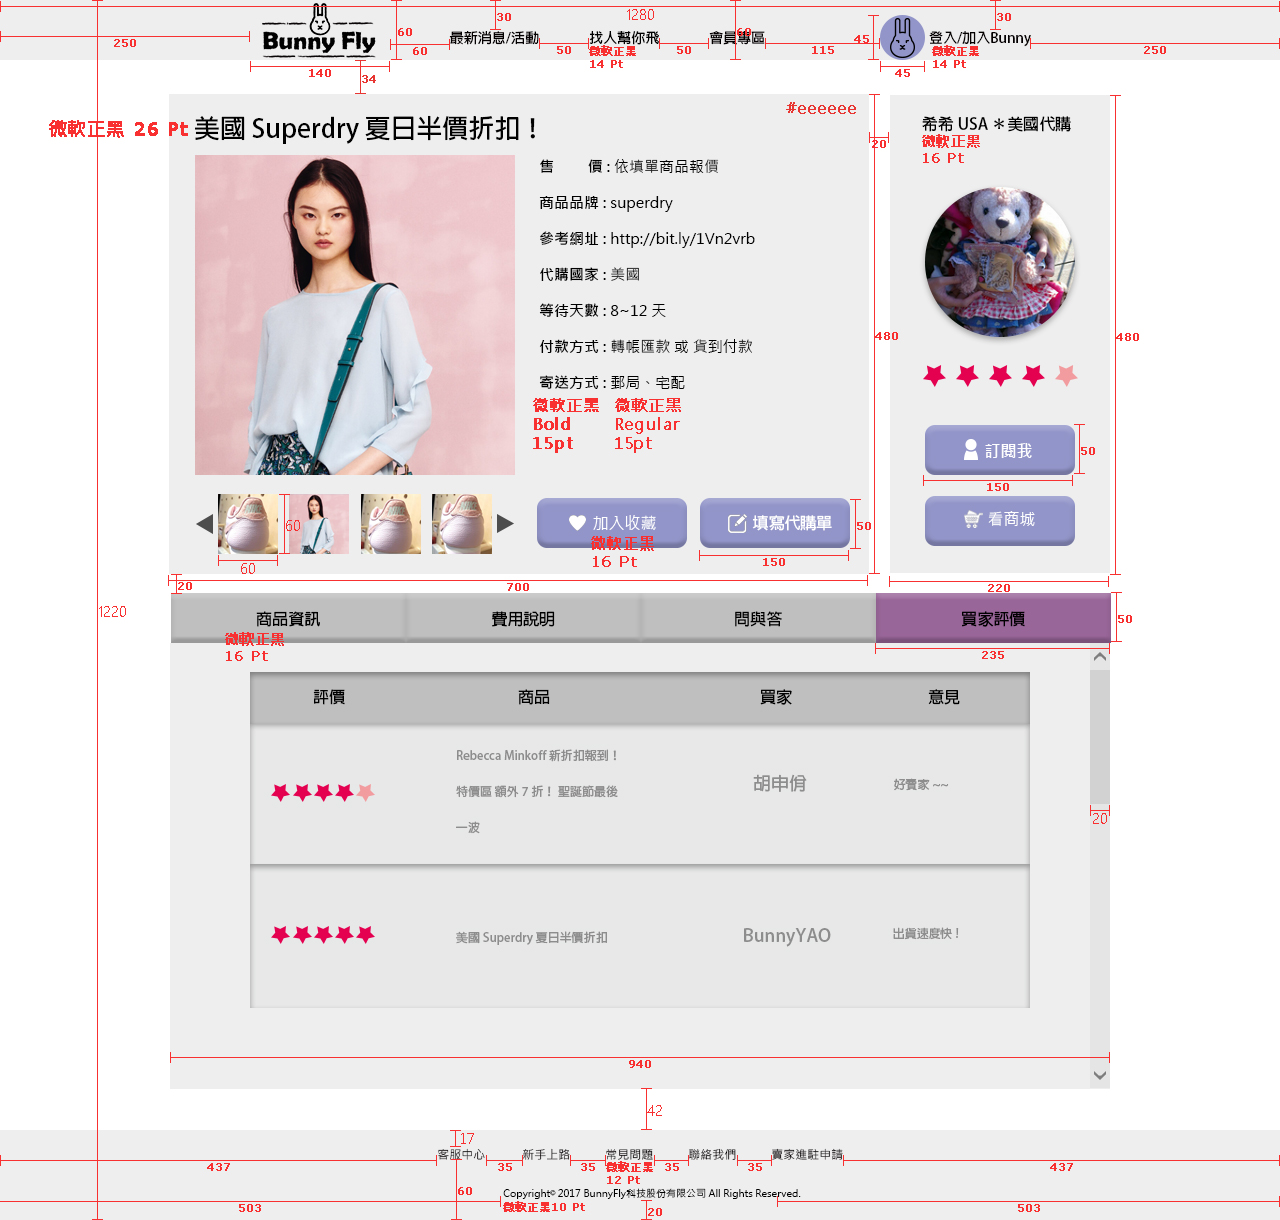 30
1280
30
Bunny Fly
250
60
60
最新消息/活動
50
找人幫你飛
50
會員專區
60
115
45
登入/加入Bunny
250
微軟正黑
14 Pt
微軟正黑
14 Pt
140
34
45
#eeeeee
微軟正黑 26 Pt
美國 Superdry 夏日半價折扣！
20
希希 USA ＊美國代購
微軟正黑
16 Pt
售 價 : 依填單商品報價
商品品牌 : superdry
參考網址 : http://bit.ly/1Vn2vrb
代購國家 : 美國
等待天數 : 8~12 天
付款方式 : 轉帳匯款 或 貨到付款
寄送方式 : 郵局、宅配
微軟正黑
Bold
15pt
微軟正黑
Regular
15pt
480
480
訂閱我
50
150
看商城
60
60
加入收藏
微軟正黑
16 Pt
填寫代購單
50
150
20
700
220
1220
商品資訊
費用說明
問與答
買家評價
50
微軟正黑
16 Pt
235
評價
商品
買家
意見
Rebecca Minkoff 新折扣報到！
特價區 額外 7 折！ 聖誕節最後
一波
胡申佾
好賣家 ~~
20
美國 Superdry 夏日半價折扣
BunnyYAO
出貨速度快！
940
42
17
客服中心
新手上路
常見問題
聯絡我們
賣家進駐申請
437
35
35
35
35
437
微軟正黑
12 Pt
60
Copyright© 2017 BunnyFly科技股份有限公司 All Rights Reserved.
503
微軟正黑10 Pt
20
503